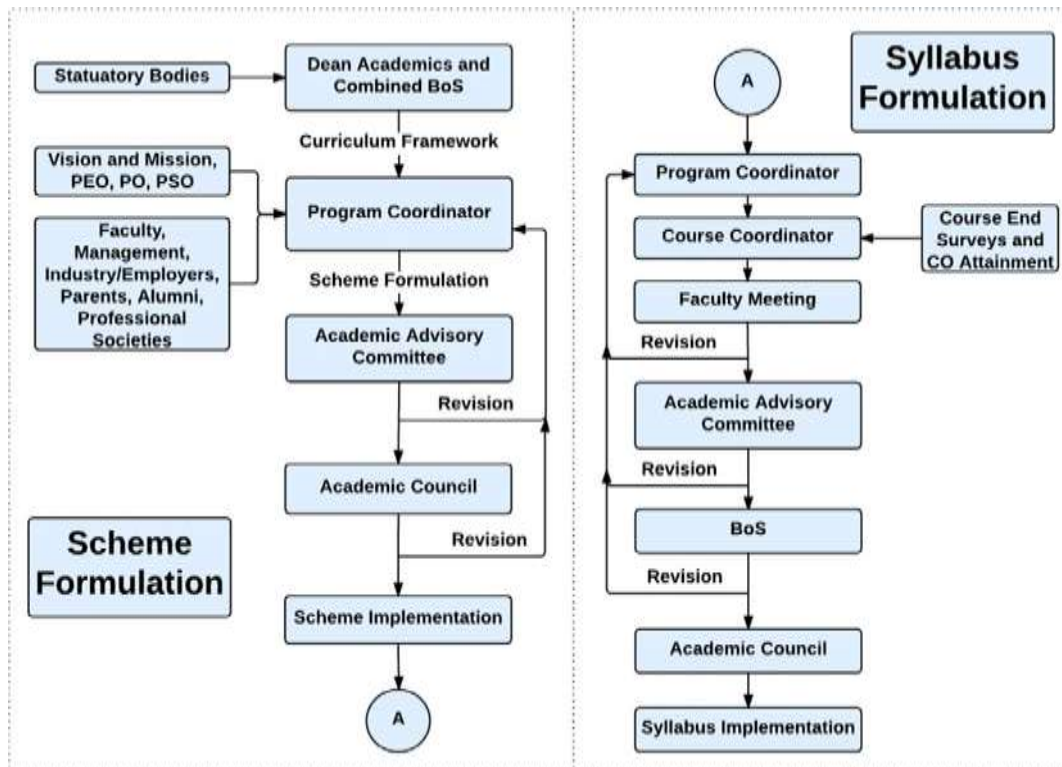 Statuatory Bodies
Dean Academics and
Combined BoS
Curriculum Framework
Vision and Mission,
PEO, PO, PSO
Program Coordinator
Faculty,
Management,
Industry/Employers,
Parents, Alumni,
Professional
Societies
Scheme Formulation
Academic Advisory
Committee
Revision
Academic Council
Revision
Scheme
Formulation
Scheme Implementation
A
Syllabus
Formulation
A
Program Coordinator
Course Coordinator
Course End
Surveys and
CO Attainment
Faculty Meeting
Revision
Academic Advisory
Committee
Revision
BoS
Revision
Academic Council
Syllabus Implementation